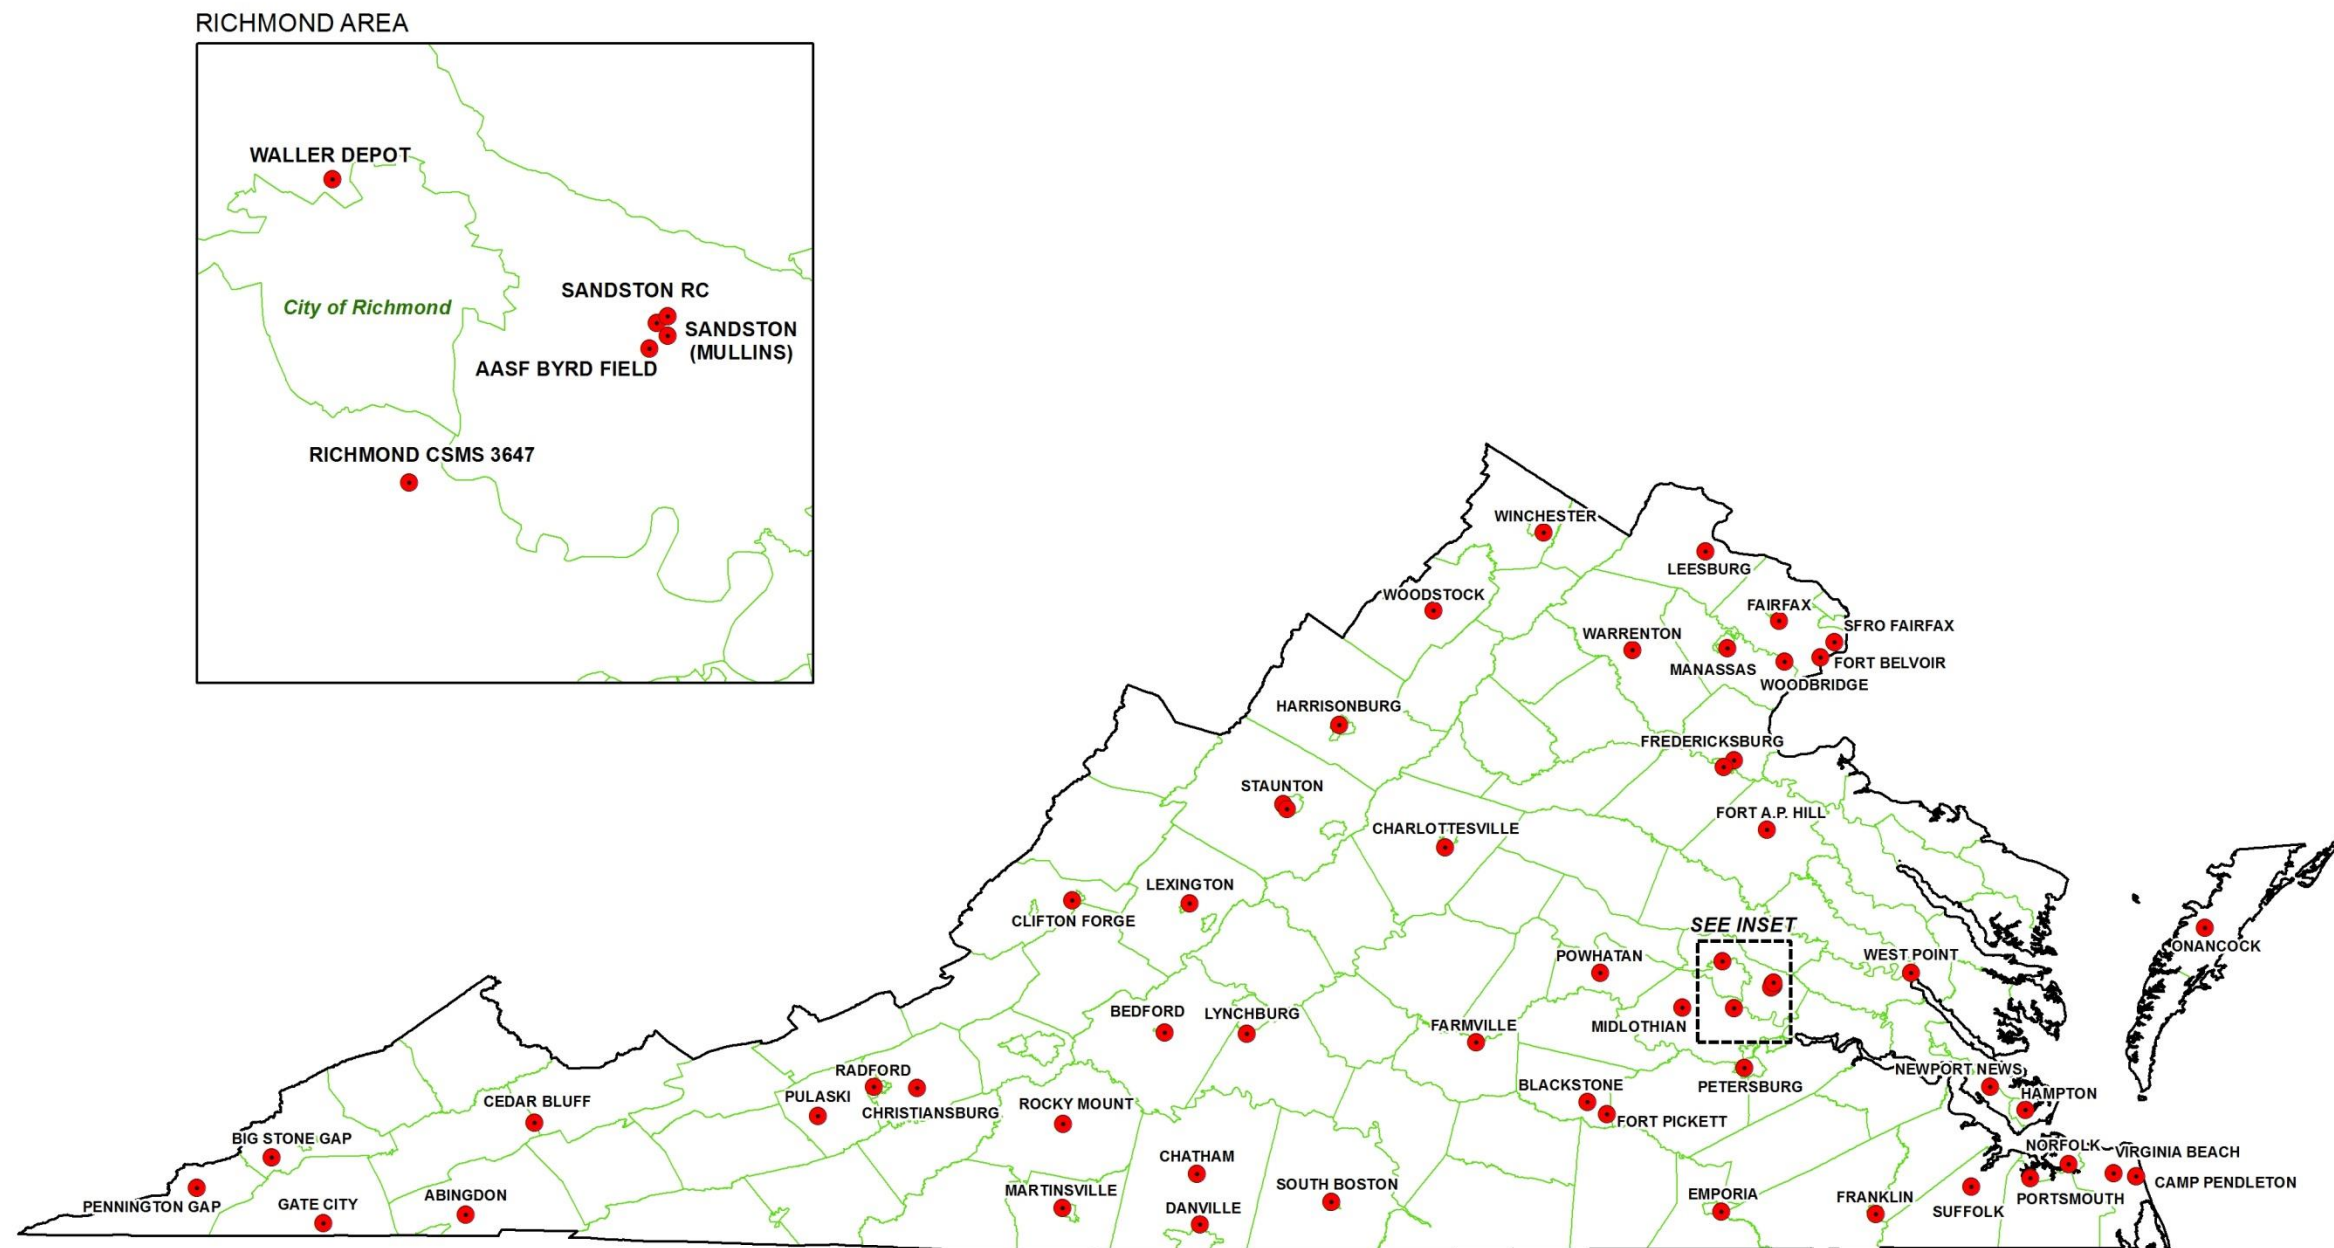 RICHMOND AREA
WALLER DEPOT
SANDSTON RC
City of Richmond
SANDSTON
(MULLINS)
AASF BYRD FIELD
RICHMOND CSMS 3647
WINCHESTER
LEESBURG
WOODSTOCK
FAIRFAX
SFRO FAIRFAX
WARRENTON
FORT BELVOIR
MANASSAS
WOODBRIDGE
HARRISONBURG
FREDERICKSBURG
STAUNTON
FORT A.P. HILL
CHARLOTTESVILLE
LEXINGTON
CLIFTON FORGE
SEE INSET
ONANCOCK
POWHATAN
WEST POINT
BEDFORD
LYNCHBURG
FARMVILLE
MIDLOTHIAN
RADFORD
NEWPORT NEWS
BLACKSTONE
PETERSBURG
PULASKI
CEDAR BLUFF
HAMPTON
ROCKY MOUNT
CHRISTIANSBURG
FORT PICKETT
BIG STONE GAP
NORFOLK
VIRGINIA BEACH
CHATHAM
SOUTH BOSTON
CAMP PENDLETON
MARTINSVILLE
ABINGDON
EMPORIA
FRANKLIN
PORTSMOUTH
PENNINGTON GAP
GATE CITY
DANVILLE
SUFFOLK